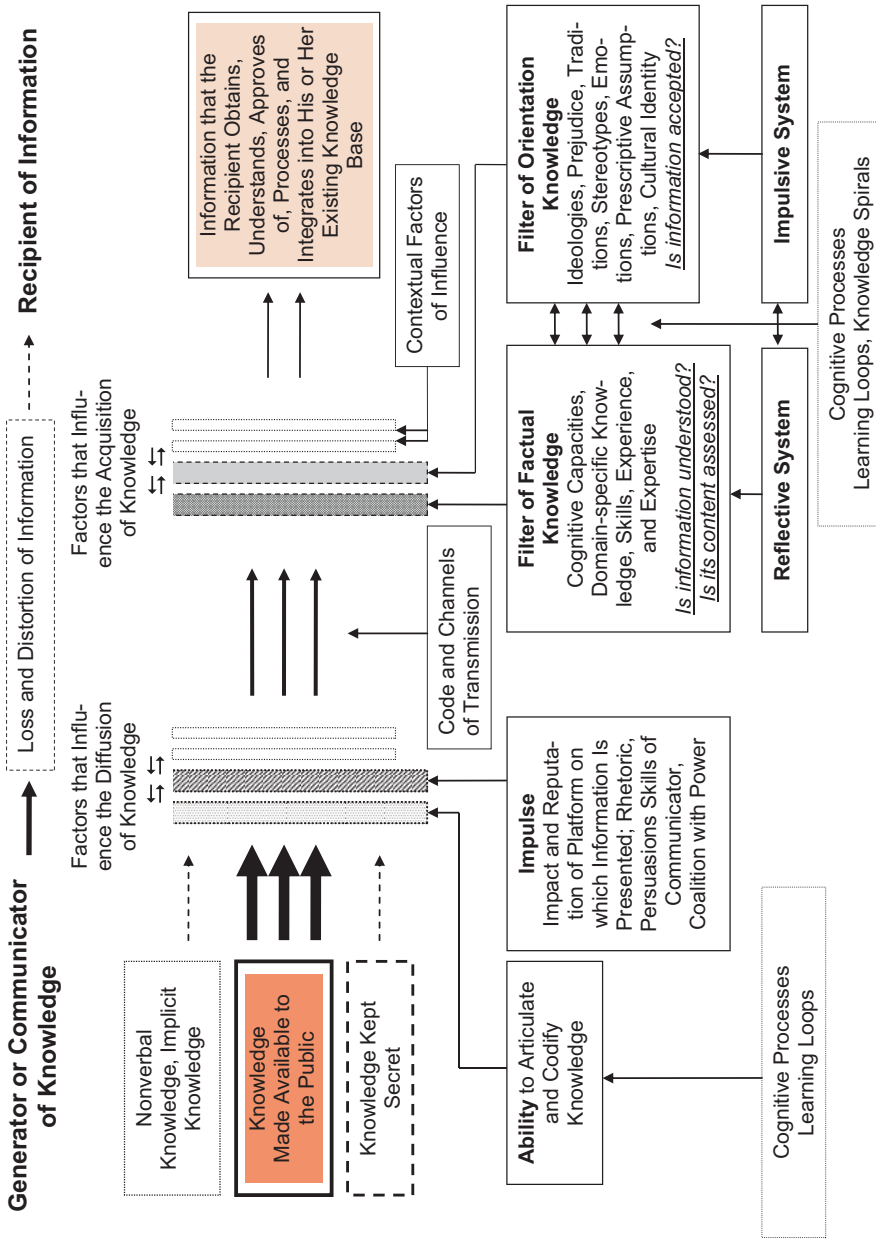 Generator or Communicator
of Knowledge
Loss and Distortion of Information
Recipient of Information
Nonverbal
Knowledge, Implicit
Knowledge
Knowledge
Made Available to
the Public
Knowledge Kept
Secret
Factors that Influ-
ence the Diffusion
of Knowledge
Factors that Influ-
ence the Acquisition
of Knowledge
Information that the
Recipient Obtains,
Understands, Approves
of, Processes, and
Integrates into His or Her
Existing Knowledge
Base
Code and Channels
of Transmission
Contextual Factors
of Influence
Ability to Articulate
and Codify
Knowledge
Impulse
Impact and Reputa-
tion of Platform on
which Information Is
Presented; Rhetoric,
Persuasions Skills of
Communicator,
Coalition with Power
Filter of Factual
Knowledge
Cognitive Capacities,
Domain-specific Know-
ledge, Skills, Experience,
and Expertise
Is information understood?
Is its content assessed?
Filter of Orientation
Knowledge
Ideologies, Prejudice, Tradi-
tions, Stereotypes, Emo-
tions, Prescriptive Assump-
tions, Cultural Identity
Is information accepted?
Reflective System
Impulsive System
Cognitive Processes
Learning Loops
Cognitive Processes
Learning Loops, Knowledge Spirals